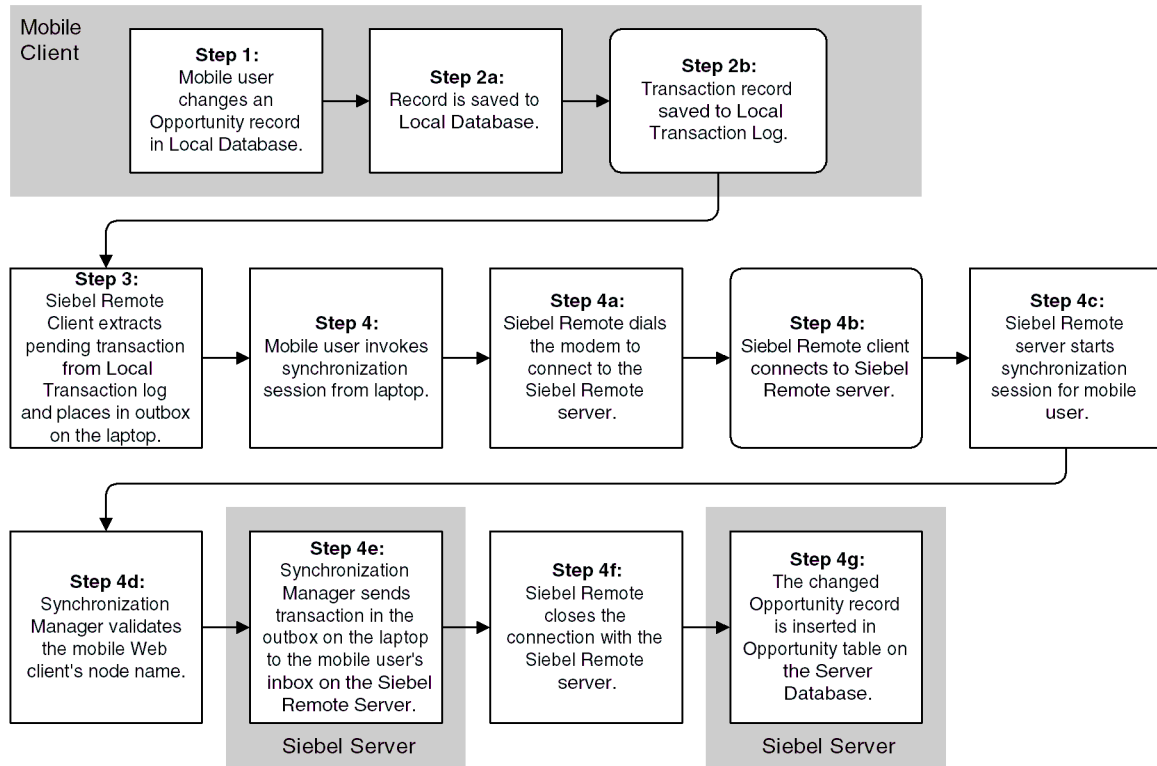 Mobile
Client
Step 1:
Mobile user
changes an
Opportunity record
in Local Database.
Step 2a:
Record is saved to
Local Database.
Step 2b:
Transaction record
saved to Local
Transaction Log.
Step 3:
Siebel Remote
Client extracts
pending transaction
from Local
Transaction log
and places in outbox
on the laptop.
Step 4:
Mobile user invokes
synchronization
session from laptop.
Step 4a:
Siebel Remote dials
the modem to
connect to the
Siebel Remote
server.
Step 4b:
Siebel Remote client
connects to Siebel
Remote server.
Step 4c:
Siebel Remote
server starts
synchronization
session for mobile
user.
Step 4d:
Synchronization
Manager validates
the mobile Web
client's node name.
Step 4e:
Synchronization
Manager sends
transaction in the
outbox on the laptop
to the mobile user's
inbox on the Siebel
Remote Server.
Siebel Server
Step 4f:
Siebel Remote
closes the
connection with the
Siebel Remote
server.
Step 4g:
The changed
Opportunity record
is inserted in
Opportunity table on
the Server
Database.
Siebel Server